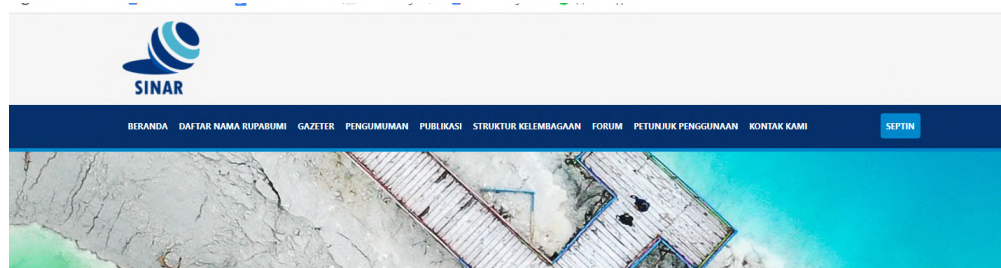 SINAR
BERANDA DAFTAR NAMA RUPABUMI GAZETER PENGUMUMAN PUBLIKASI STRUKTUR KELEMBAGAAN FORUM PETUNJUK PENGGUNAAN KONTAK KAMI SEPTIN